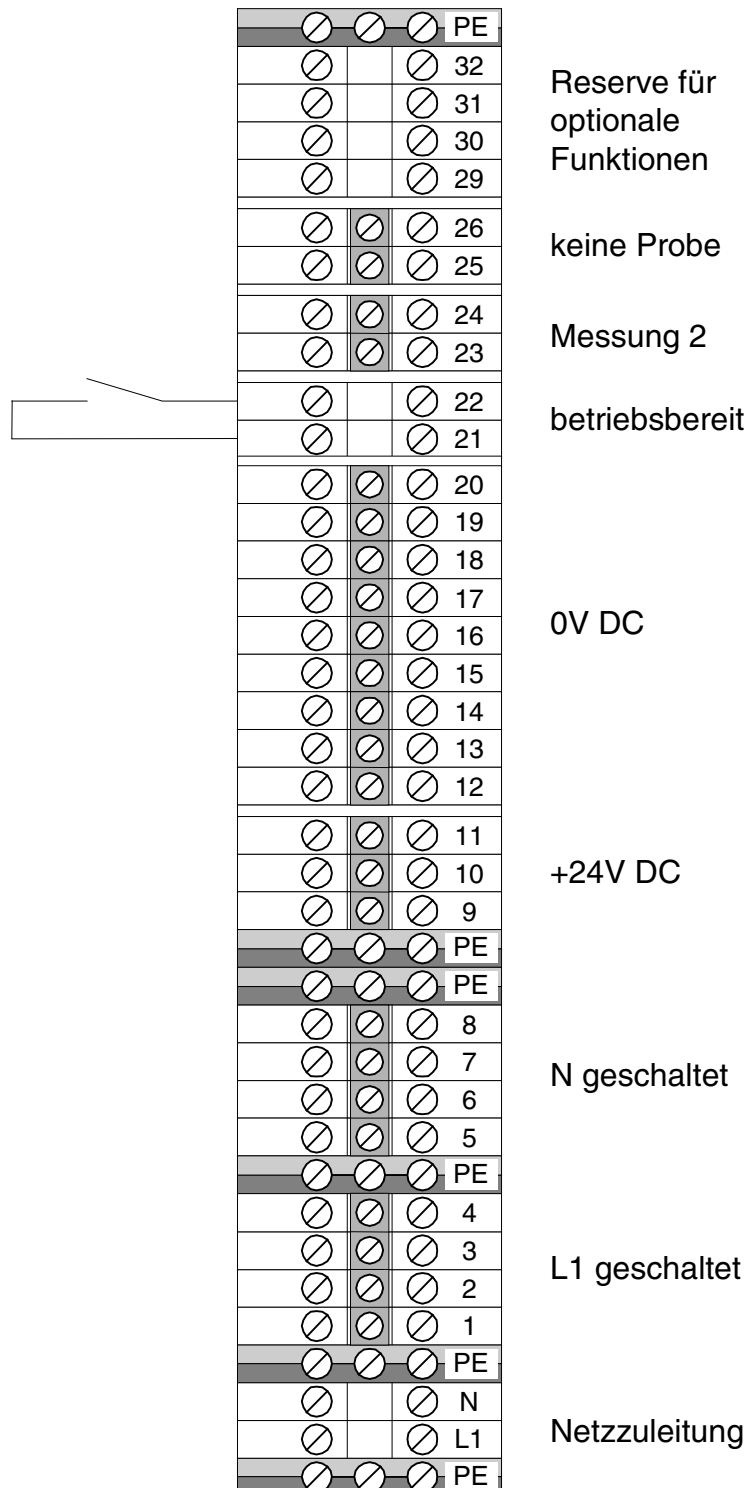 PE
32
31
30
29
Reserve für
optionale
Funktionen
26
25
keine Probe
24
23
Messung 2
22
21
betriebsbereit
20
19
18
17
16
15
14
13
12
0V DC
11
10
9
+24V DC
PE
PE
8
7
6
5
N geschaltet
PE
4
3
2
1
L1 geschaltet
PE
N
L1
Netzzuleitung
PE